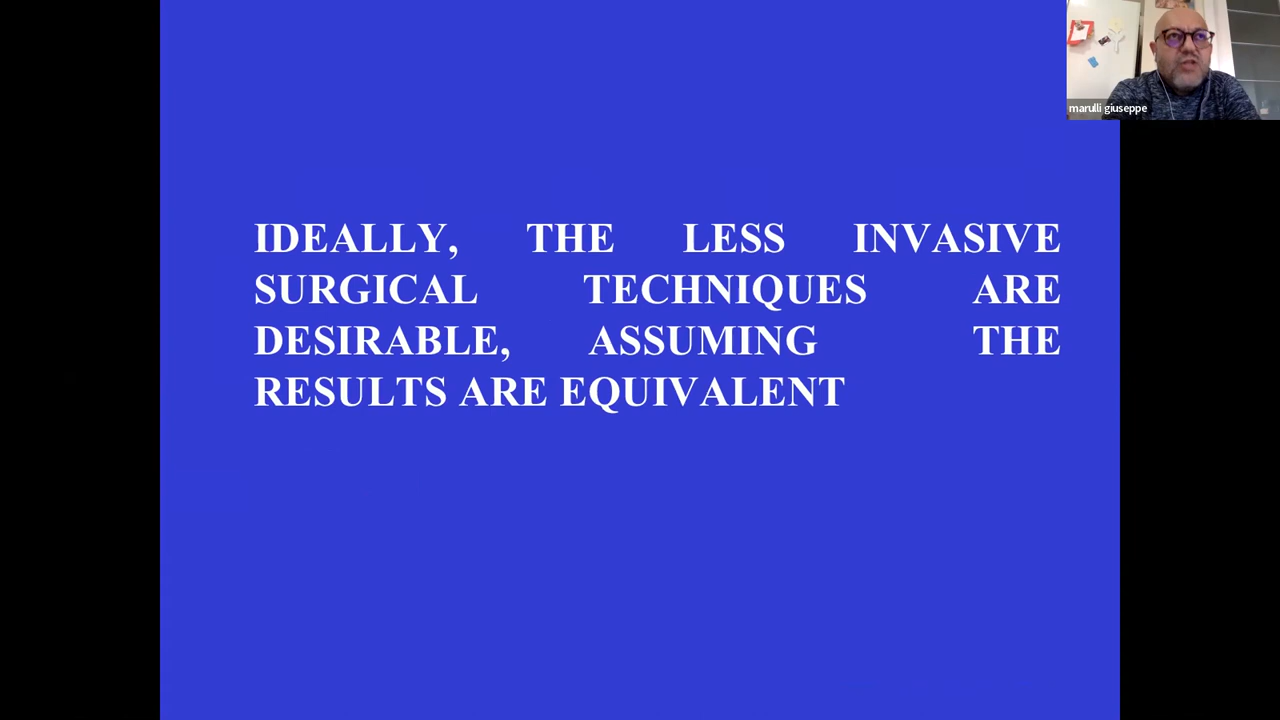 IDEALLY, THE LESS INVASIVE
SURGICAL TECHNIQUES ARE
DESIRABLE, ASSUMING THE
RESULTS ARE EQUIVALENT
marulli giuseppe